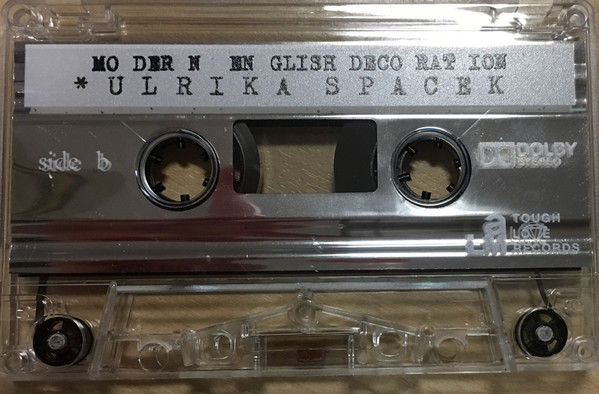 MO DER N EN GLISH DECO RAT ION
* U L R I K A S P A C E K
side b
DOLBY
STEREO
TOUGH
LOVE
RECORDS